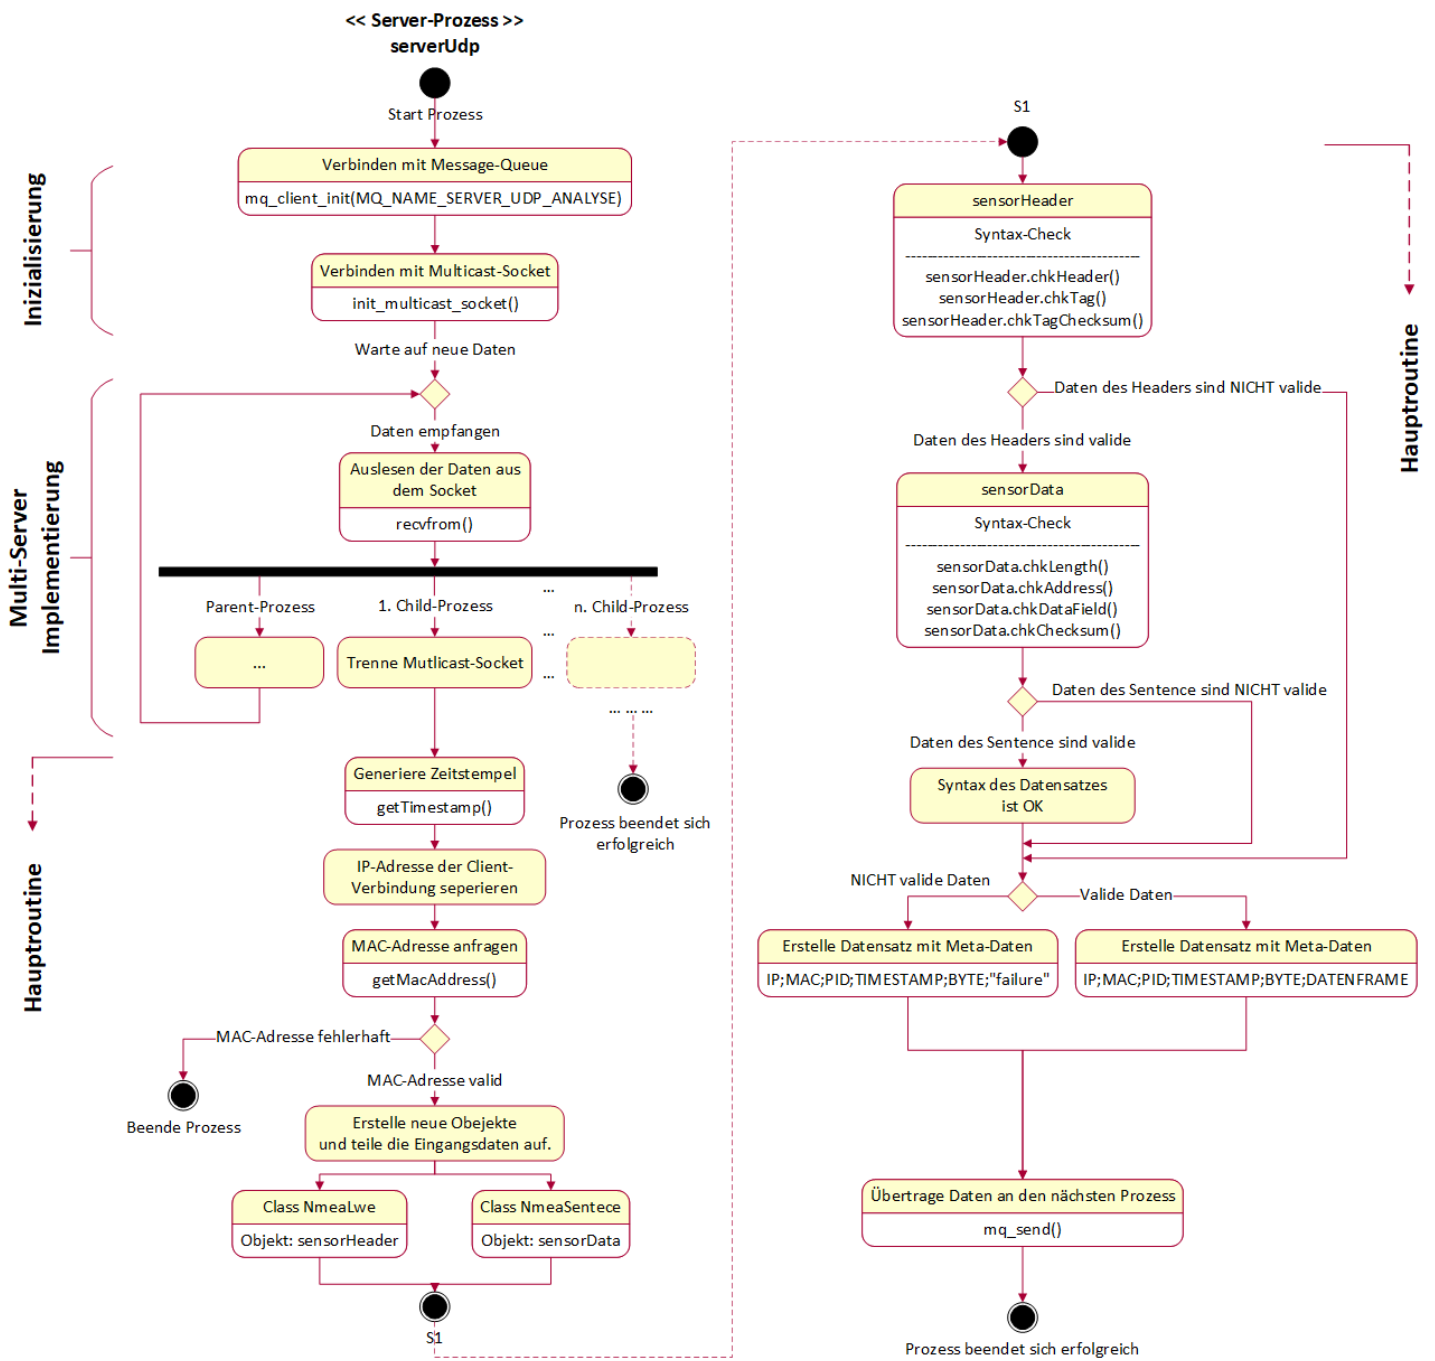 << Server-Prozess >>
serverUdp
Start Prozess
Inizialisierung
Verbinden mit Message-Queue
mq_client_init(MQ_NAME_SERVER_UDP_ANALYSE)
Verbinden mit Multicast-Socket
init_multicast_socket()
Warte auf neue Daten
Multi-Server
Implementierung
Daten empfangen
Auslesen der Daten aus
dem Socket
recvfrom()
Parent-Prozess
1. Child-Prozess
...
n. Child-Prozess
...
...
Trenne Mutlicast-Socket
...
... ... ...
Hauptroutine
Generiere Zeitstempel
getTimestamp()
Prozess beendet sich
erfolgreich
IP-Adresse der Client-
Verbindung seperieren
MAC-Adresse anfragen
getMacAddress()
MAC-Adresse fehlerhaft
Beende Prozess
MAC-Adresse valid
Erstelle neue Obejekte
und teile die Eingangsdaten auf.
Class NmeaLwe
Objekt: sensorHeader
Class NmeaSentece
Objekt: sensorData
S1
S1
Hauptroutine
sensorHeader
Syntax-Check
------------------------------------------
sensorHeader.chkHeader()
sensorHeader.chkTag()
sensorHeader.chkTagChecksum()
Daten des Headers sind NICHT valide
Daten des Headers sind valide
sensorData
Syntax-Check
------------------------------------------
sensorData.chkLength()
sensorData.chkAddress()
sensorData.chkDataField()
sensorData.chkChecksum()
Daten des Sentence sind NICHT valide
Daten des Sentence sind valide
Syntax des Datensatzes
ist OK
NICHT valide Daten
Valide Daten
Erstelle Datensatz mit Meta-Daten
IP;MAC;PID;TIMESTAMP;BYTE;"failure"
Erstelle Datensatz mit Meta-Daten
IP;MAC;PID;TIMESTAMP;BYTE;DATENFRAME
Übertrage Daten an den nächsten Prozess
mq_send()
Prozess beendet sich erfolgreich